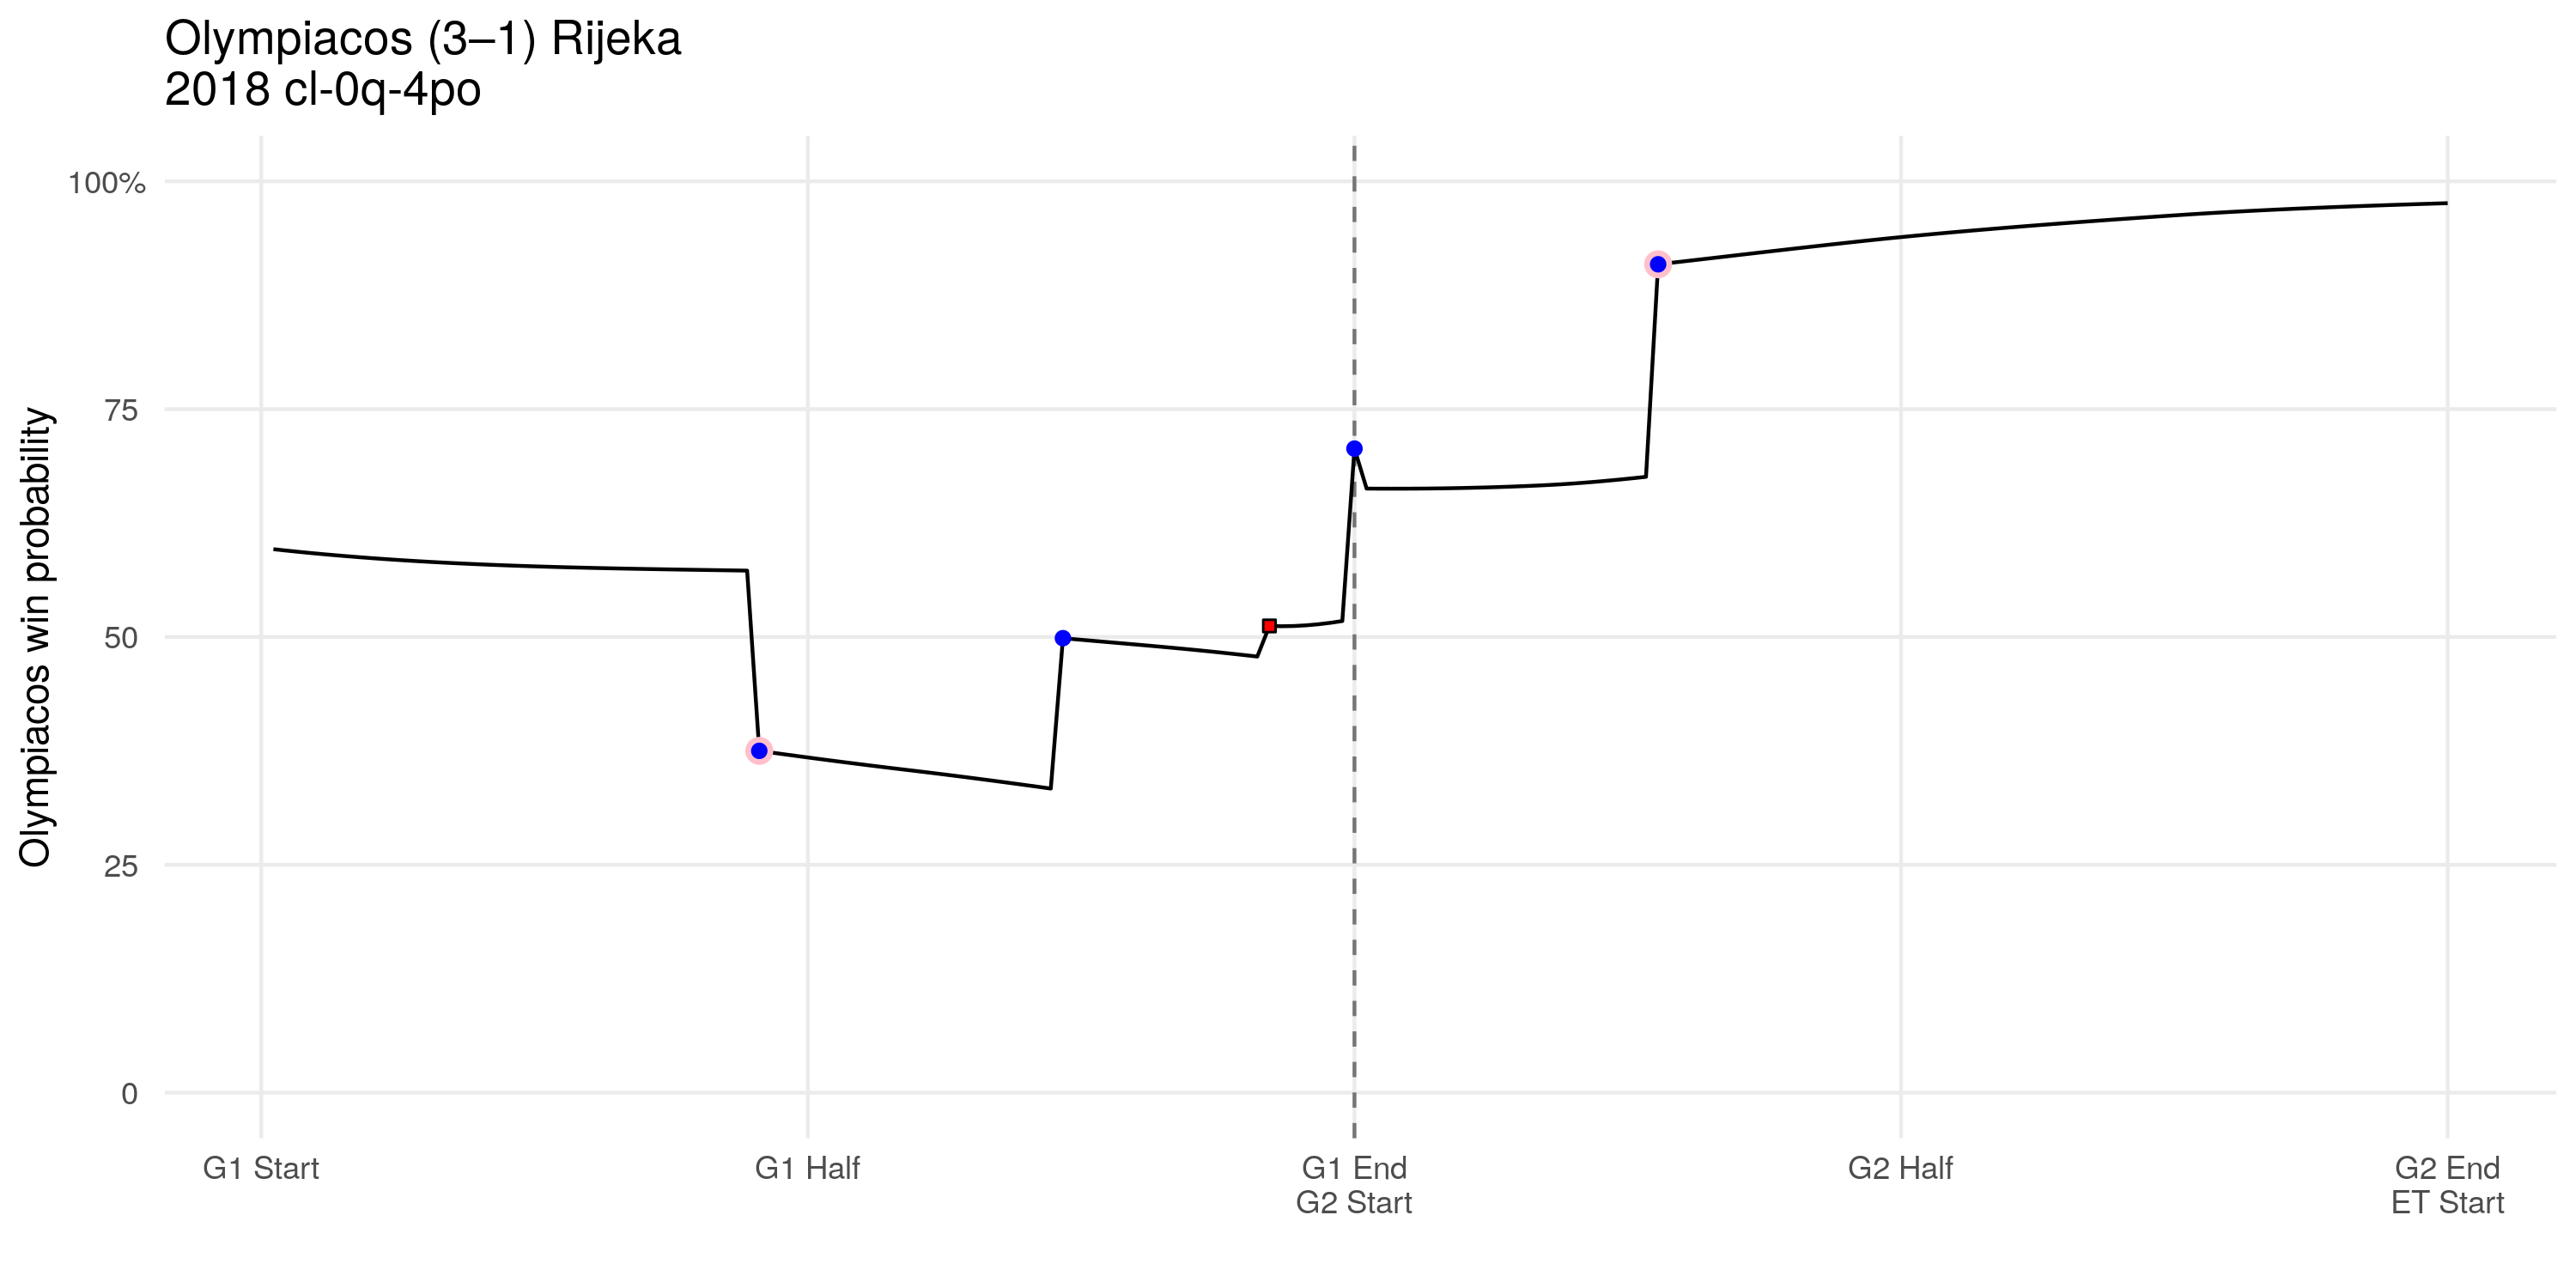 Olympiacos (3–1) Rijeka
2018 cl-0q-4po
Olympiacos win probability
100%
75
50
25
0
G1 Start
G1 Half
G1 End
G2 Start
G2 Half
G2 End
ET Start